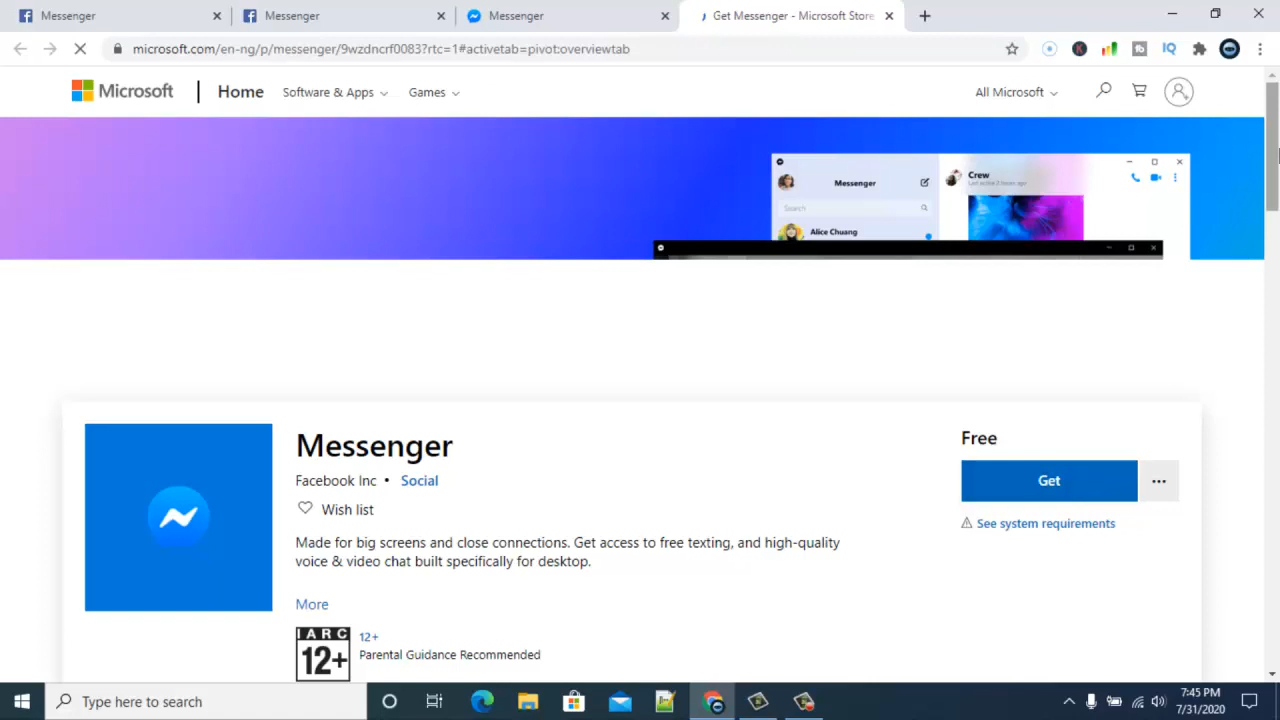 Messenger
Messenger
Messenger
Get Messenger - Microsoft Store
microsoft.com/en-ng/p/messenger/9wzdncrf0083?rtc=1#activetab=pivot:overviewtab
IQ
Microsoft
Home
Software & Apps
Games
All Microsoft
Messenger
Crew
Search
Alice Chuang
Messenger
Free
Facebook Inc • Social
Get
Wish list
See system requirements
Made for big screens and close connections. Get access to free texting, and high-quality
voice & video chat built specifically for desktop.
More
IARC
12+
12+
Parental Guidance Recommended
Type here to search
7:45 PM
7/31/2020